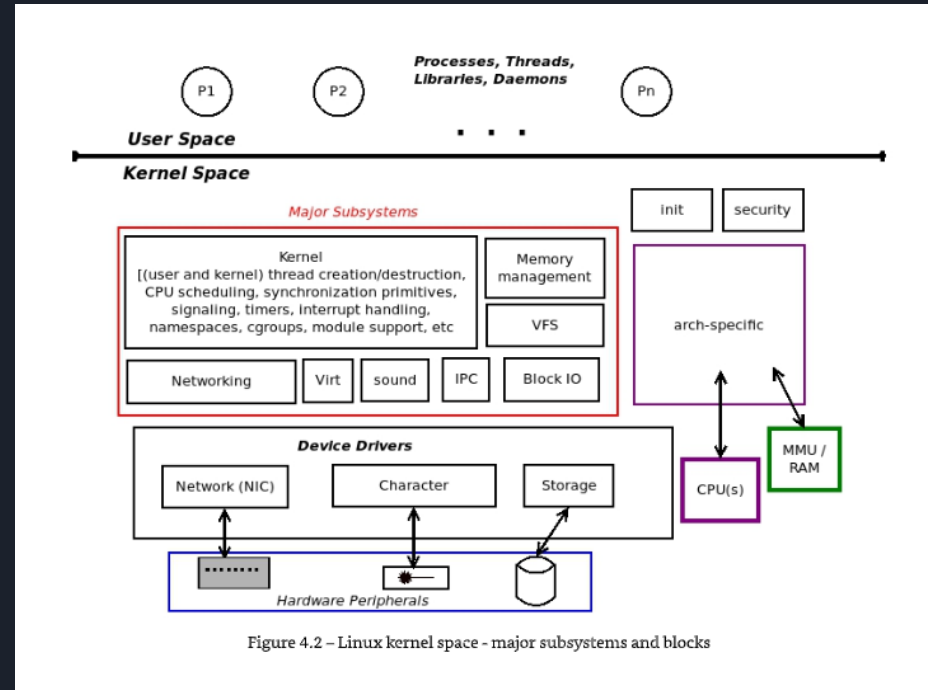 Processes, Threads,
Libraries, Daemons
P1
P2
Pn
. . .
User Space
Kernel Space
init
security
Major Subsystems
Kernel
[(user and kernel) thread creation/destruction,
CPU scheduling, synchronization primitives,
signaling, timers, interrupt handling,
namespaces, cgroups, module support, etc
Memory
management
VFS
arch-specific
Networking
Virt
sound
IPC
Block IO
Device Drivers
Network (NIC)
Character
Storage
CPU(s)
MMU /
RAM
Hardware Peripherals
Figure 4.2 – Linux kernel space - major subsystems and blocks